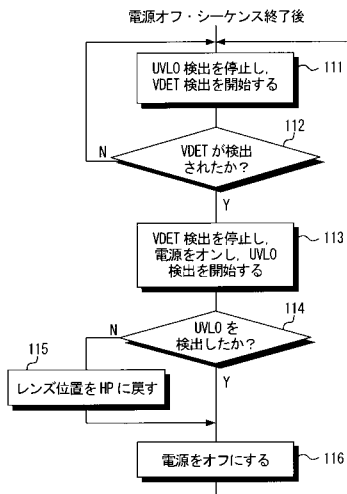 電源オフ・シーケンス終了後
UVLO 検出を停止し,
VDET 検出を開始する
111
112
N
VDET が検出
されたか?
Y
VDET 検出を停止し,
電源をオンし, UVLO
検出を開始する
113
114
N
UVLO を
検出したか?
115
Y
レンズ位置を HP に戻す
電源をオフにする
116